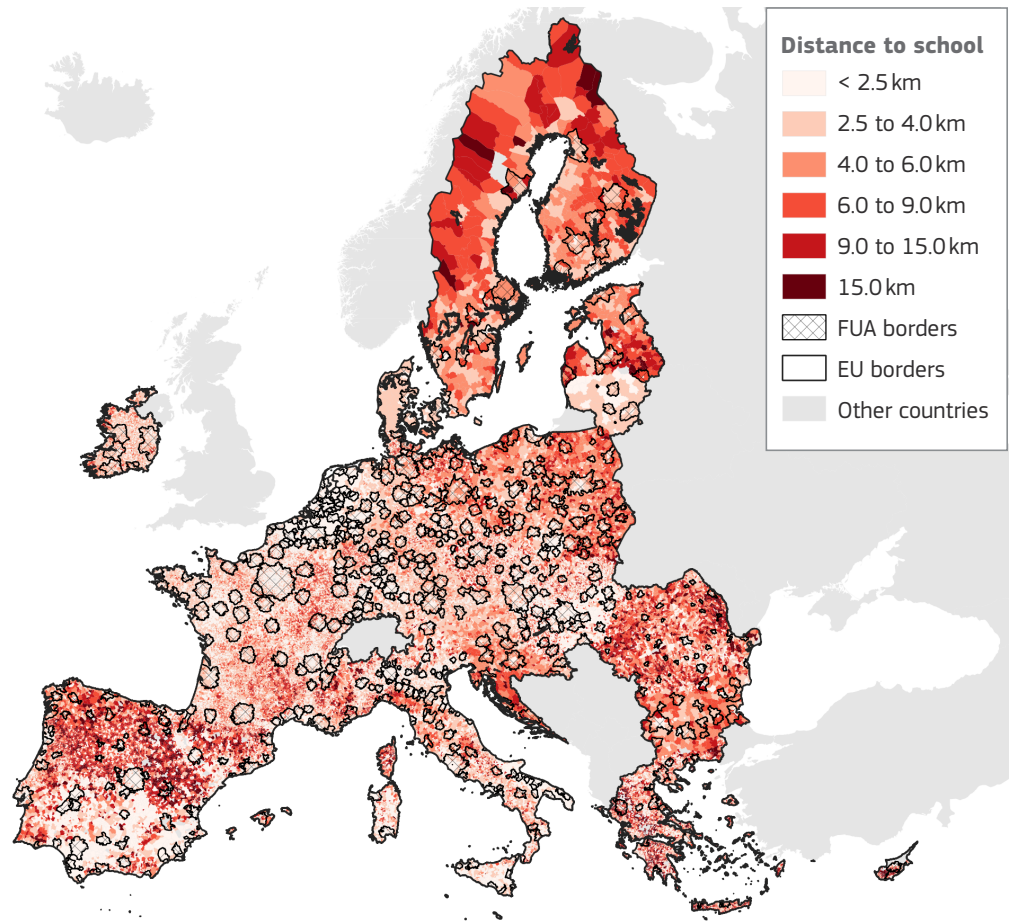 Distance to school
< 2.5 km
2.5 to 4.0 km
4.0 to 6.0 km
6.0 to 9.0 km
9.0 to 15.0 km
15.0 km
FUA borders
EU borders
Other countries